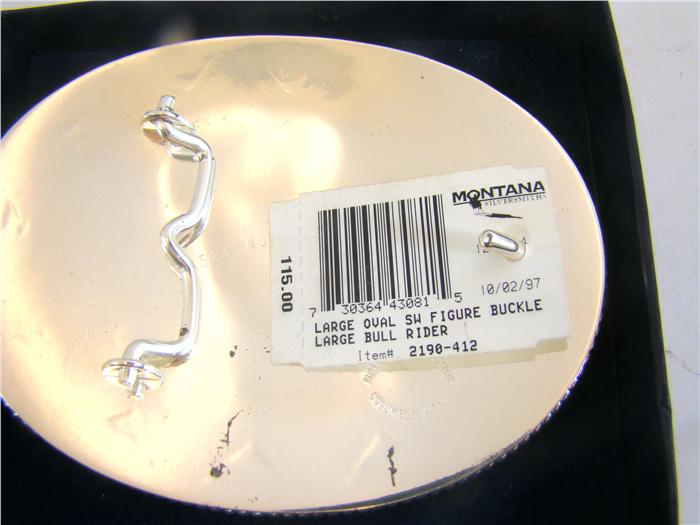 MONTANA
SILVERSMITHS
115.00
7 30364 43081 5
10/02/97
LARGE OVAL SW FIGURE BUCKLE
LARGE BULL RIDER
Item# 2190-412